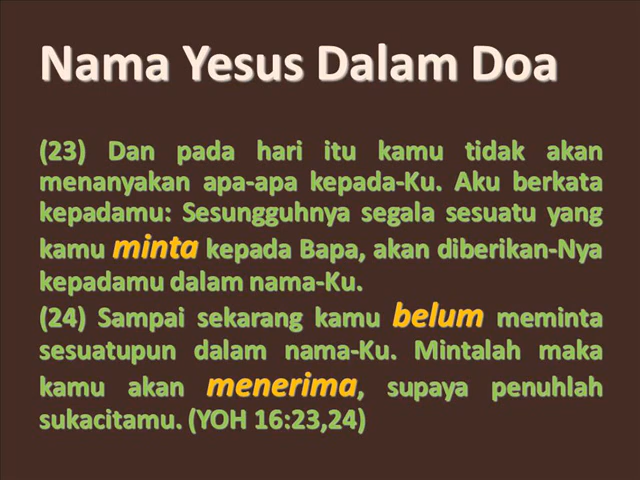 Nama Yesus Dalam Doa
(23) Dan pada hari itu kamu tidak akan
menanyakan apa-apa kepada-Ku. Aku berkata
kepadamu: Sesungguhnya segala sesuatu yang
kamu minta kepada Bapa, akan diberikan-Nya
kepadamu dalam nama-Ku.
(24) Sampai sekarang kamu belum meminta
sesuatupun dalam nama-Ku. Mintalah maka
kamu akan menerima, supaya penuhlah
sukacitamu. (YOH 16:23,24)